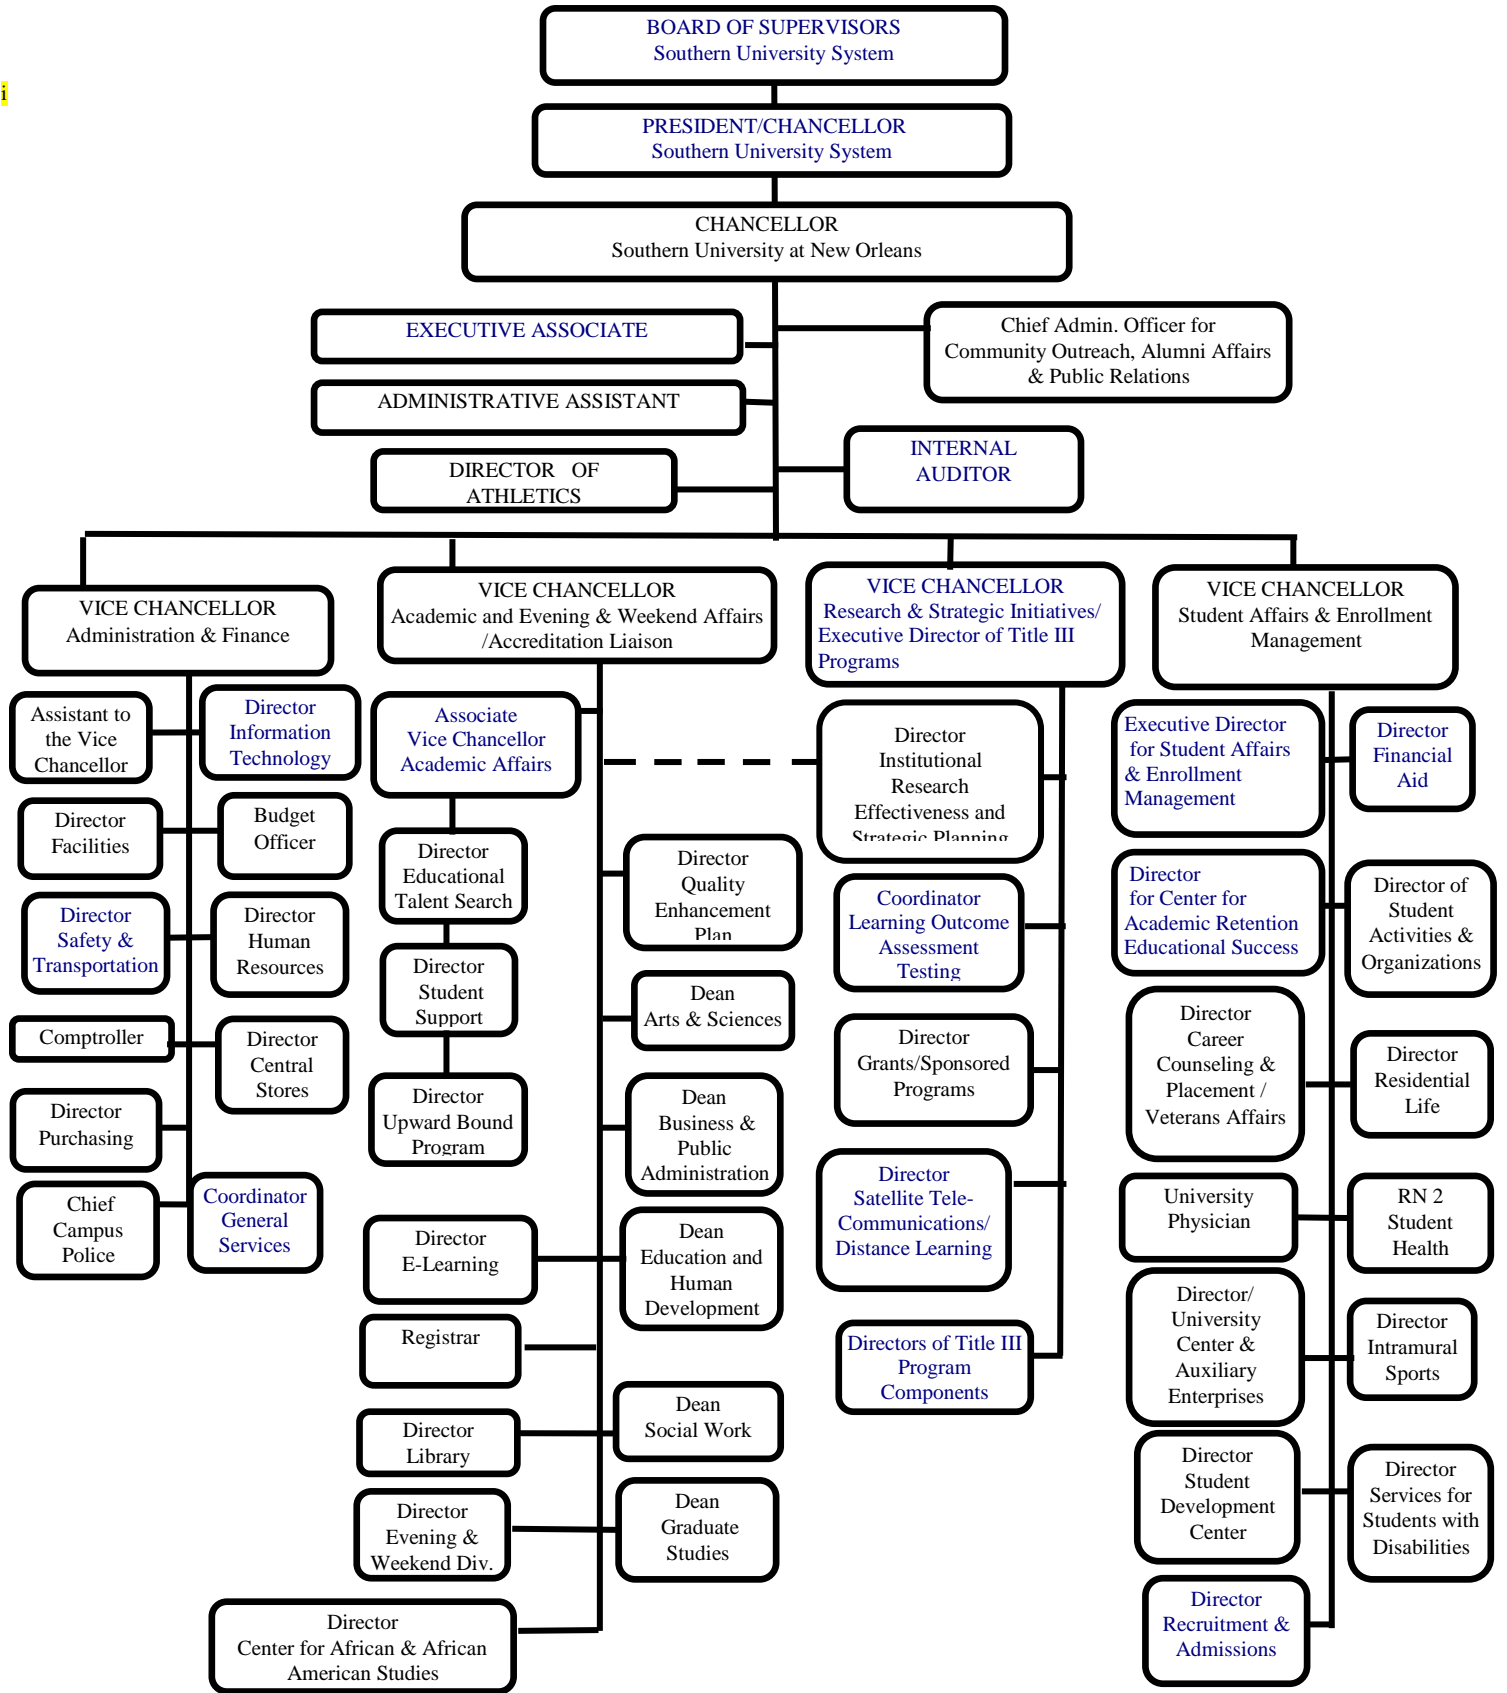 BOARD OF SUPERVISORS
Southern University System
i
PRESIDENT/CHANCELLOR
Southern University System
CHANCELLOR
Southern University at New Orleans
EXECUTIVE ASSOCIATE
Chief Admin. Officer for
Community Outreach, Alumni Affairs
& Public Relations
ADMINISTRATIVE ASSISTANT
DIRECTOR OF
ATHLETICS
INTERNAL
AUDITOR
VICE CHANCELLOR
Administration & Finance
VICE CHANCELLOR
Academic and Evening & Weekend Affairs
/Accreditation Liaison
VICE CHANCELLOR
Research & Strategic Initiatives/
Executive Director of Title III
Programs
VICE CHANCELLOR
Student Affairs & Enrollment
Management
Assistant to
the Vice
Chancellor
Director
Information
Technology
Director
Facilities
Budget
Officer
Director
Safety &
Transportation
Director
Human
Resources
Comptroller
Director
Central
Stores
Director
Purchasing
Chief
Campus
Police
Coordinator
General
Services
Associate
Vice Chancellor
Academic Affairs
Director
Educational
Talent Search
Director
Student
Support
Director
Upward Bound
Program
Director
Quality
Enhancement
Plan
Dean
Arts & Sciences
Dean
Business &
Public
Administration
Director
E-Learning
Dean
Education and
Human
Development
Registrar
Director
Library
Dean
Social Work
Director
Evening &
Weekend Div.
Dean
Graduate
Studies
Director
Center for African & African
American Studies
Director
Institutional
Research
Effectiveness and
Strategic Planning
Coordinator
Learning Outcome
Assessment
Testing
Director
Grants/Sponsored
Programs
Director
Satellite Tele-
Communications/
Distance Learning
Directors of Title III
Program
Components
Executive Director
for Student Affairs
& Enrollment
Management
Director
Financial
Aid
Director
for Center for
Academic Retention
Educational Success
Director of
Student
Activities &
Organizations
Director
Career
Counseling &
Placement /
Veterans Affairs
Director
Residential
Life
University
Physician
RN 2
Student
Health
Director/
University
Center &
Auxiliary
Enterprises
Director
Intramural
Sports
Director
Student
Development
Center
Director
Services for
Students with
Disabilities
Director
Recruitment &
Admissions